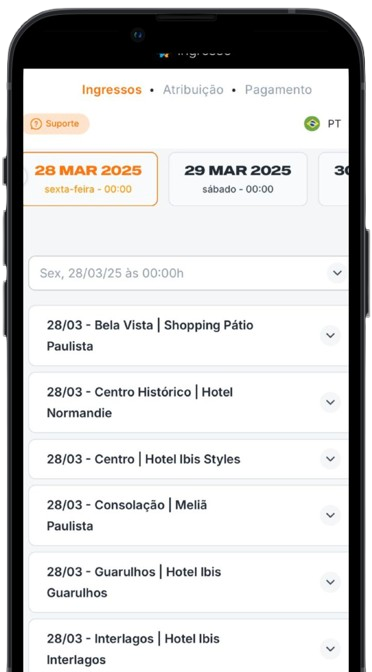 Ingressos • Atribuição • Pagamento
Suporte
PT
28 MAR 2025
sexta-feira - 00:00
29 MAR 2025
sábado - 00:00
30
Sex, 28/03/25 às 00:00h
28/03 - Bela Vista | Shopping Pátio
Paulista
28/03 - Centro Histórico | Hotel
Normandie
28/03 - Centro | Hotel Ibis Styles
28/03 - Consolação | Meliã
Paulista
28/03 - Guarulhos | Hotel Ibis
Guarulhos
28/03 - Interlagos | Hotel Ibis
Interlagos